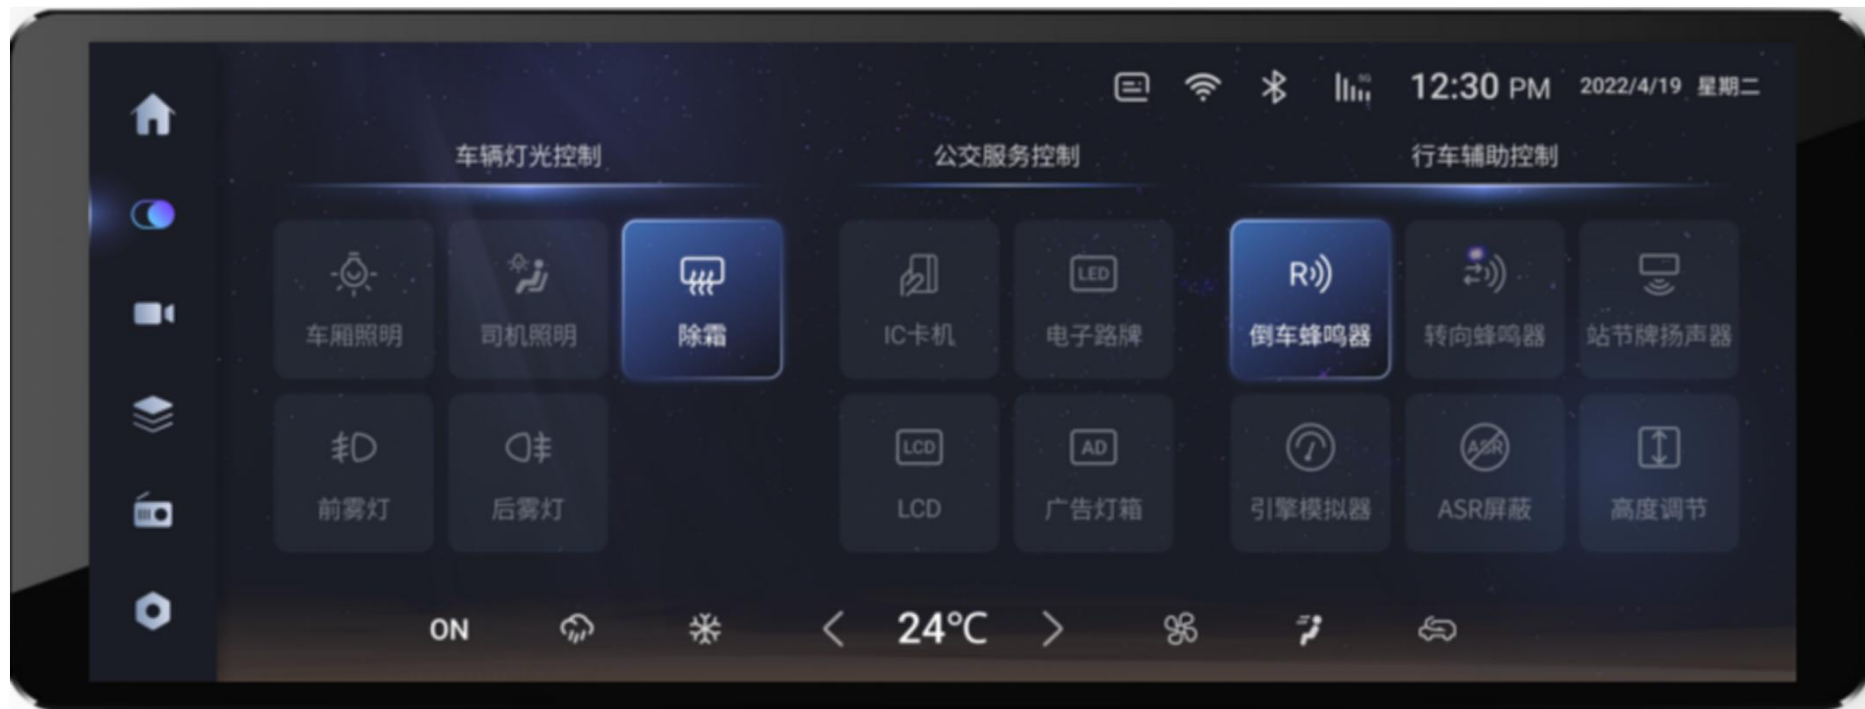 5G
12:30 PM 2022/4/19 星期二
车辆灯光控制
公交服务控制
行车辅助控制
车厢照明
司机照明
除霜
IC卡机
LED
电子路牌
R
倒车蜂鸣器
转向蜂鸣器
站节牌扬声器
前雾灯
后雾灯
LCD
LCD
AD
广告灯箱
引擎模拟器
ASR
ASR屏蔽
高度调节
ON
24°C